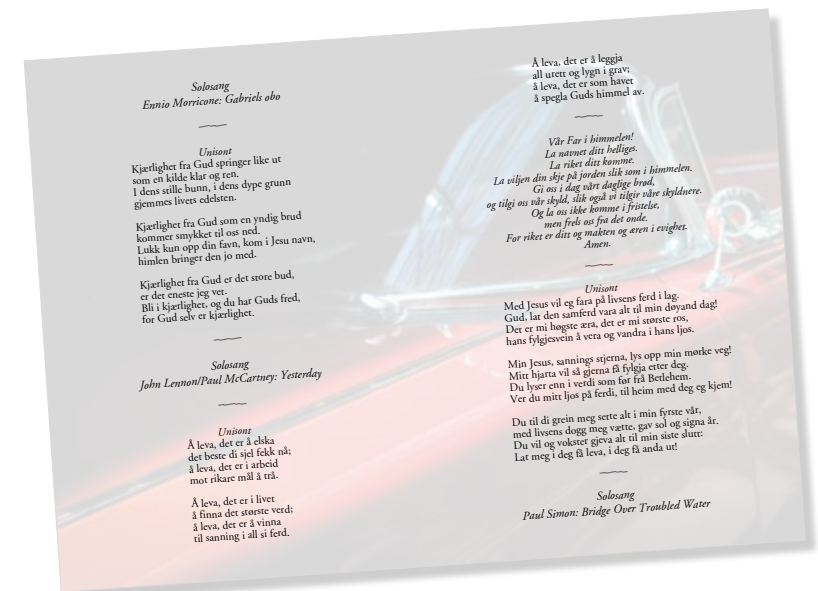 Solosang
Ennio Morricone: Gabriels obo
Unisont
Kjærlighet fra Gud springer like ut
som en kilde klar og ren.
I dens stille bunn, i dens dype grunn
gjemmes livets edelsten.
Kjærlighet fra Gud som en yndig brud
kommer smykket til oss ned.
Lukk kun opp din favn, kom i Jesu navn,
himlen bringer den jo med.
Kjærlighet fra Gud er det store bud,
er det eneste jeg vet.
Bli i kjærlighet, og du har Guds fred,
for Gud selv er kjærlighet.
Solosang
John Lennon/Paul McCartney: Yesterday
Unisont
Å leva, det er å elska
det beste di sjel fekk nå;
å leva, det er i arbeid
mot rikare mål å trå.
Å leva, det er i livet
å finna det største verd;
å leva, det er å vinna
til sanning i all si ferd.
Å leva, det er å leggja
all urett og lygn i grav;
å leva, det er som havet
å spegla Guds himmel av.
Vår Far i himmelen!
La navnet ditt helliges.
La riket ditt komme.
La viljen din skje på jorden slik som i himmelen.
Gi oss i dag vårt daglige brød,
og tilgi oss vår skyld, slik også vi tilgir våre skyldnere.
Og la oss ikke komme i fristelse,
men frels oss fra det onde.
For riket er ditt og makten og æren i evighet.
Amen.
Unisont
Med Jesus vil eg fara på livsens ferd i lag.
Gud, lat den samferd vara alt til min døyand dag!
Det er mi høgste æra, det er mi største ros,
hans fylgjesvein å vera og vandra i hans ljos.
Min Jesus, sannings stjerna, lys opp min mørke veg!
Mitt hjarta vil så gjerna få fylgja etter deg.
Du lyser enn i verdi som før frå Betlehem.
Ver du mitt ljos på ferdi, til heim med deg eg kjem!
Du til di grein meg sette alt i min fyrste vår,
med livsens dogg meg vætte, gav sol og signa år.
Du vil og vokster gjeva alt til min siste slutt:
Lat meg i deg få leva, i deg få anda ut!
Solosang
Paul Simon: Bridge Over Troubled Water